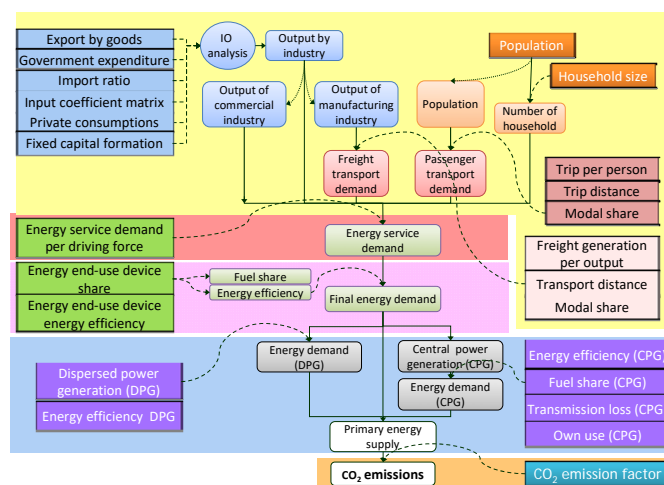 Export by goods
Government expenditure
Import ratio
Input coefficient matrix
Private consumptions
Fixed capital formation
IO
analysis
Output by
industry
Population
Household size
Output of
commercial
industry
Output of
manufacturing
industry
Population
Number of
household
Freight
transport
demand
Passenger
transport
demand
Trip per person
Trip distance
Modal share
Energy service demand
per driving force
Energy service
demand
Freight generation
per output
Transport distance
Modal share
Energy end-use device
share
Energy end-use device
energy efficiency
Fuel share
Energy efficiency
Final energy demand
Dispersed power
generation (DPG)
Energy efficiency DPG
Energy demand
(DPG)
Central power
generation (CPG)
Energy demand
(CPG)
Energy efficiency (CPG)
Fuel share (CPG)
Transmission loss (CPG)
Own use (CPG)
Primary energy
supply
CO₂ emissions
CO₂ emission factor